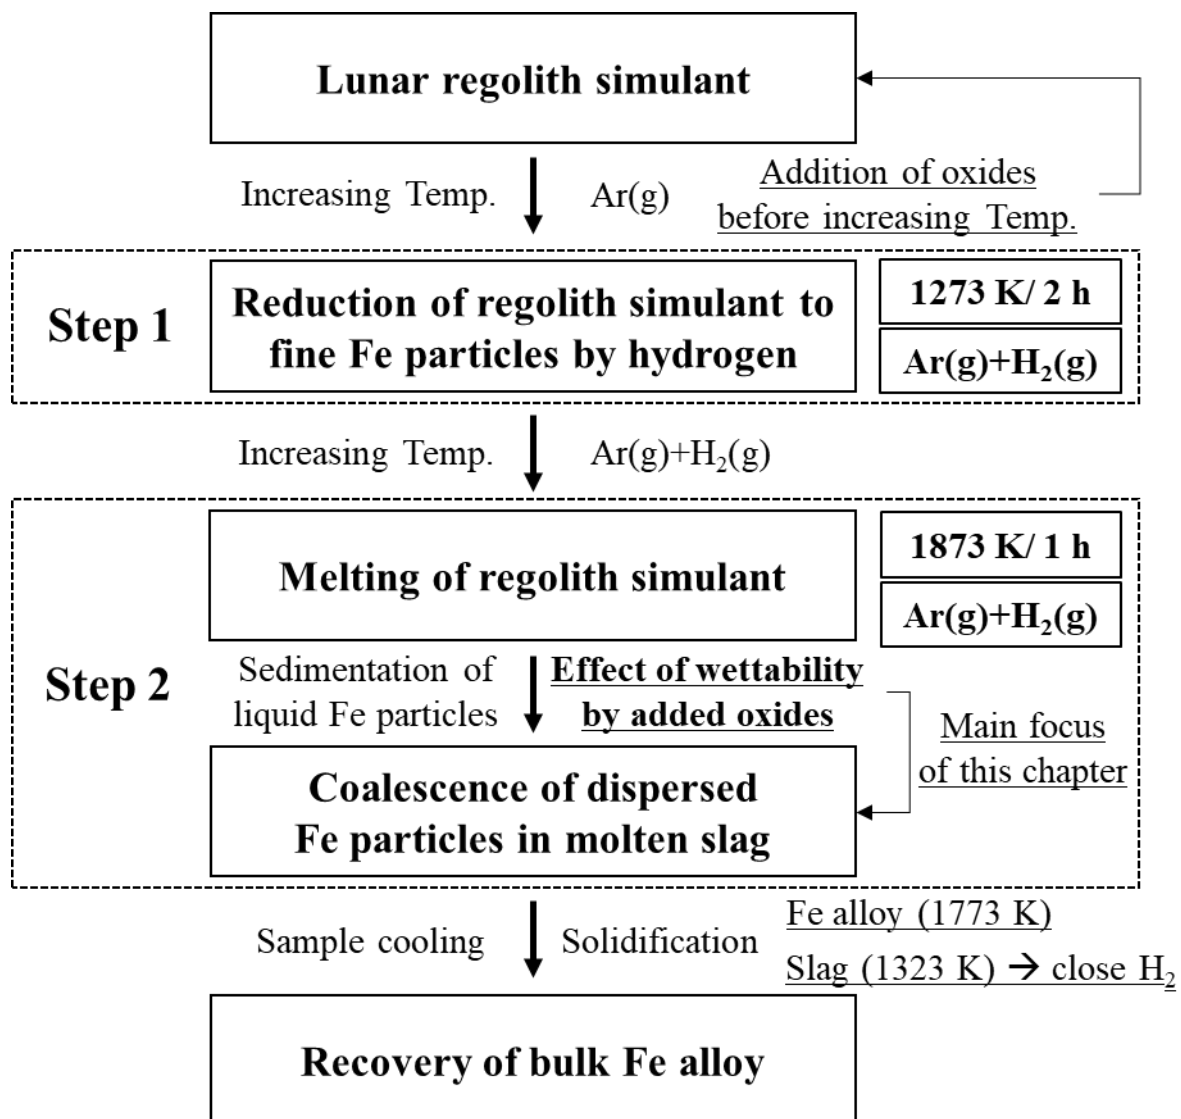 Lunar regolith simulant
Increasing Temp.
Ar(g)
Addition of oxides
before increasing Temp.
Step 1
Reduction of regolith simulant to
fine Fe particles by hydrogen
1273 K/ 2 h
Ar(g)+H₂(g)
Increasing Temp.
Ar(g)+H₂(g)
Step 2
Melting of regolith simulant
1873 K/ 1 h
Ar(g)+H₂(g)
Sedimentation of
liquid Fe particles
Effect of wettability
by added oxides
Main focus
of this chapter
Coalescence of dispersed
Fe particles in molten slag
Sample cooling
Solidification
Fe alloy (1773 K)
Slag (1323 K) → close H₂
Recovery of bulk Fe alloy